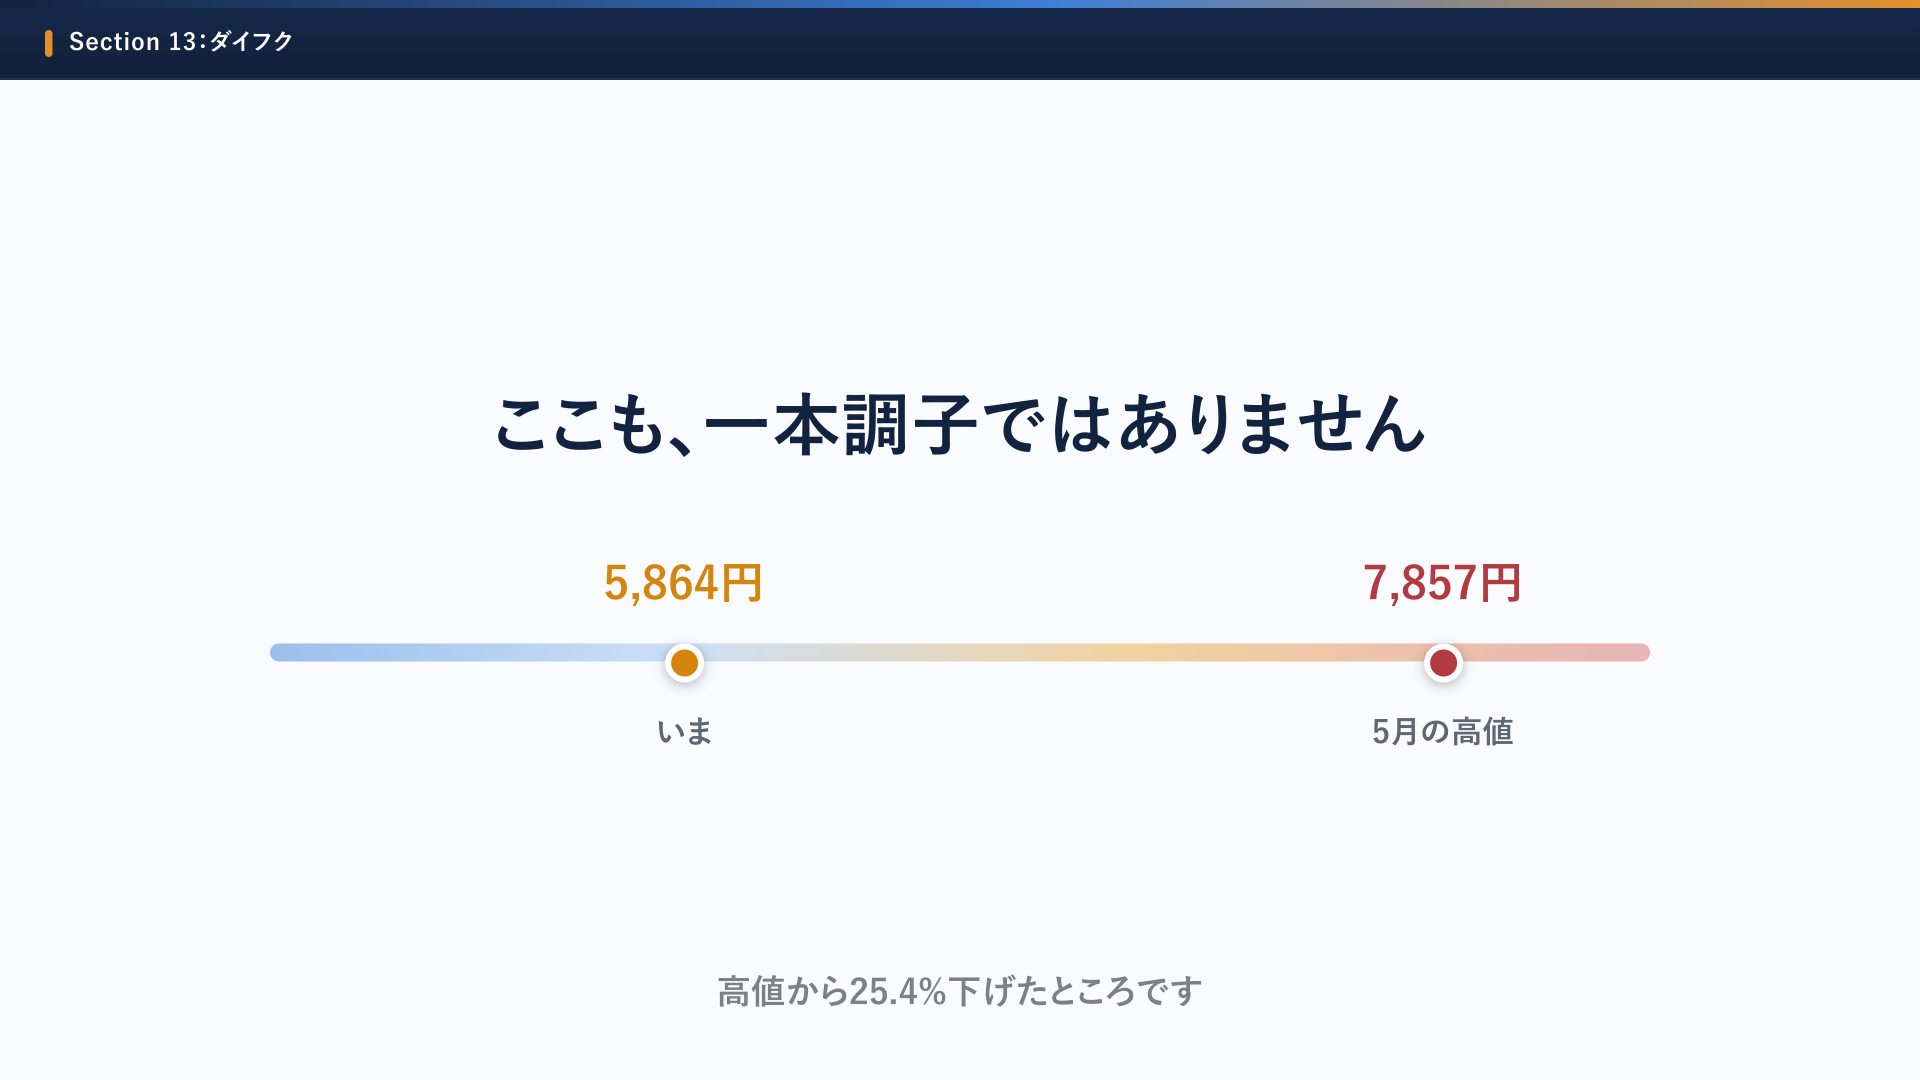 Section 13：ダイフク
ここも、一本調子ではありません
5,864円
7,857円
いま
5月の高値
高値から25.4%下げたところです